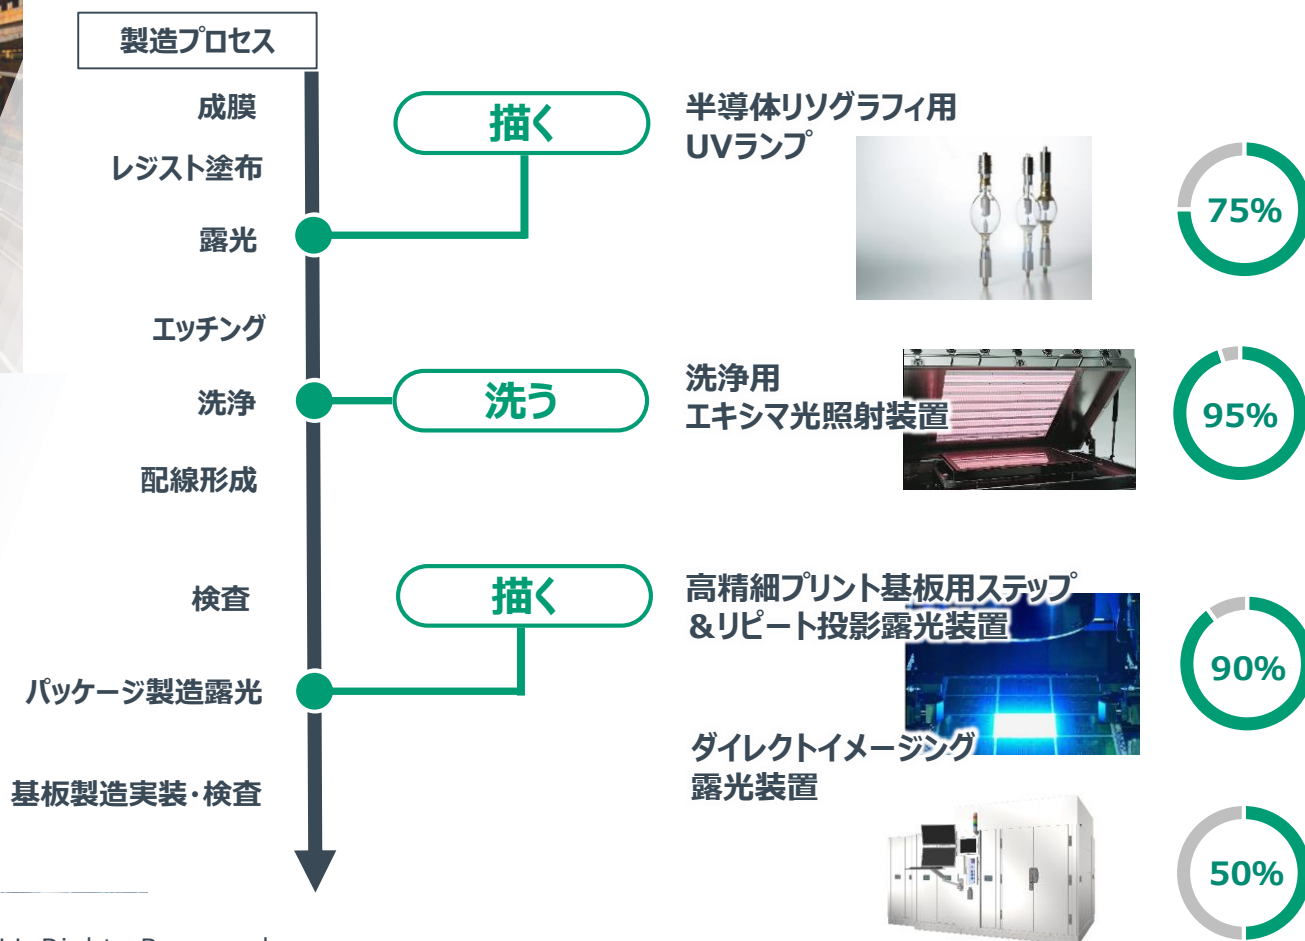 製造プロセス
成膜
レジスト塗布
露光
エッチング
洗浄
配線形成
検査
パッケージ製造露光
基板製造実装・検査
描く
半導体リソグラフィ用
UVランプ
75%
洗う
洗浄用
エキシマ光照射装置
95%
描く
高精細プリント基板用ステップ
&リピート投影露光装置
90%
ダイレクトイメージング
露光装置
50%